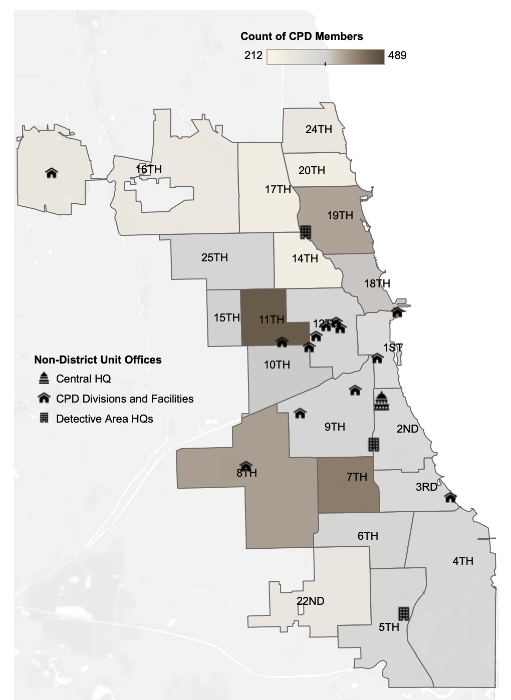 Count of CPD Members
212 489
24TH
16TH
20TH
17TH
19TH
25TH
14TH
18TH
15TH
11TH
12TH
1ST
10TH
Non-District Unit Offices
Central HQ
CPD Divisions and Facilities
Detective Area HQs
9TH
2ND
8TH
7TH
3RD
6TH
4TH
22ND
5TH